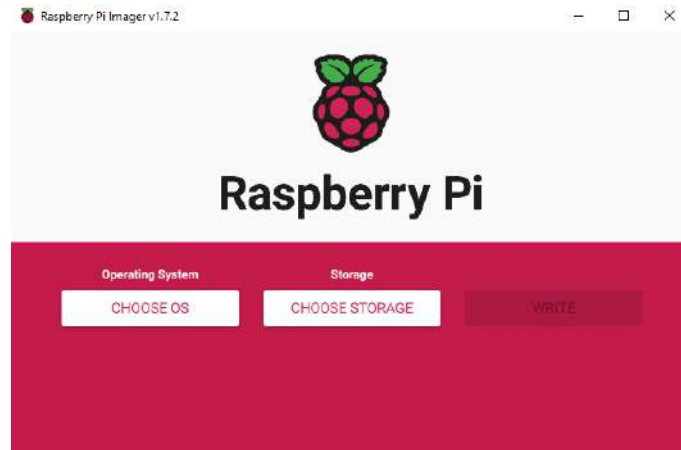 Raspberry Pi Imager v1.7.2
Raspberry Pi
Operating System
Storage
CHOOSE OS
CHOOSE STORAGE
WRITE